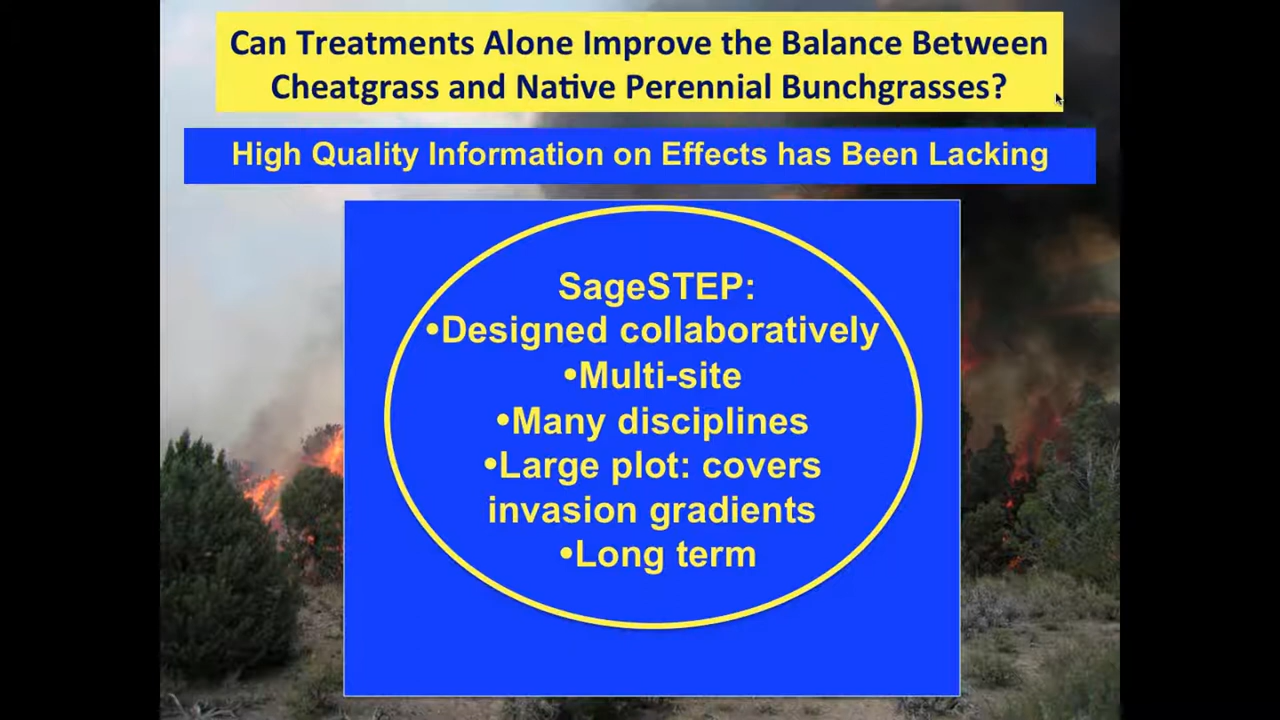 Can Treatments Alone Improve the Balance Between
Cheatgrass and Native Perennial Bunchgrasses?
High Quality Information on Effects has Been Lacking
SageSTEP:
•Designed collaboratively
•Multi-site
•Many disciplines
•Large plot: covers
invasion gradients
•Long term